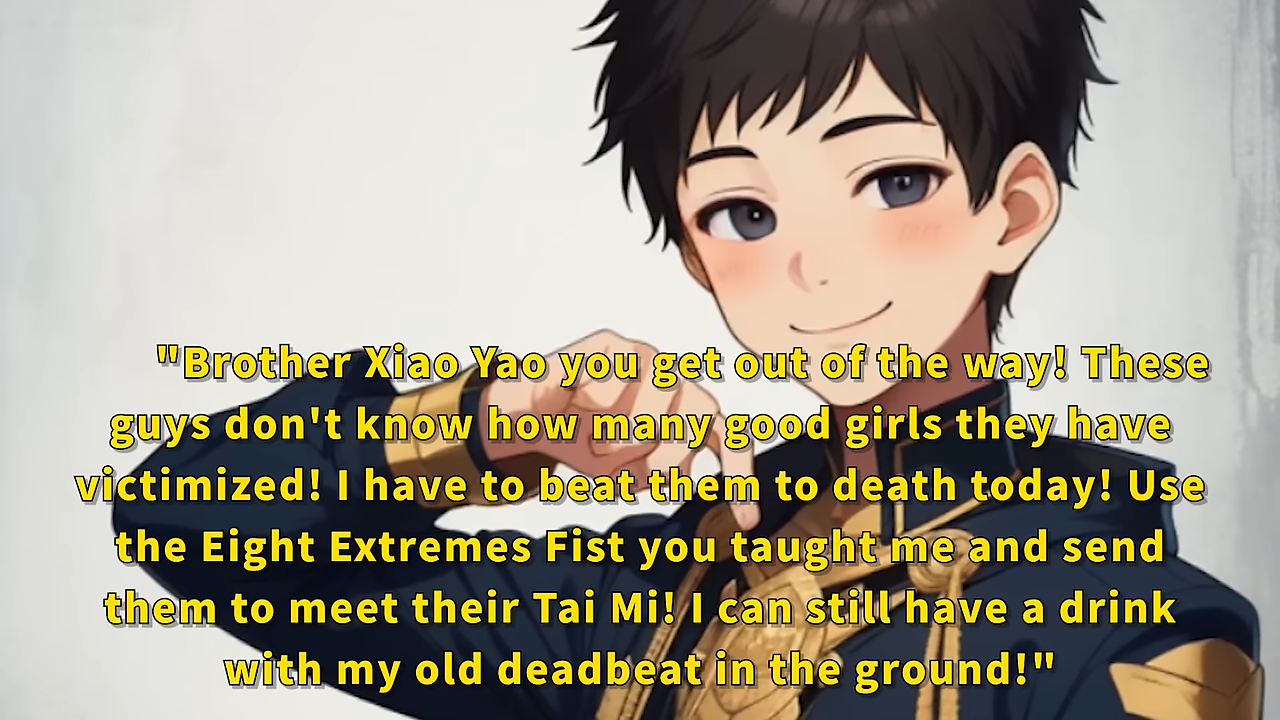 "Brother Xiao Yao you get out of the way! These
guys don't know how many good girls they have
victimized! I have to beat them to death today! Use
the Eight Extremes Fist you taught me and send
them to meet their Tai Mi! I can still have a drink
with my old deadbeat in the ground!"